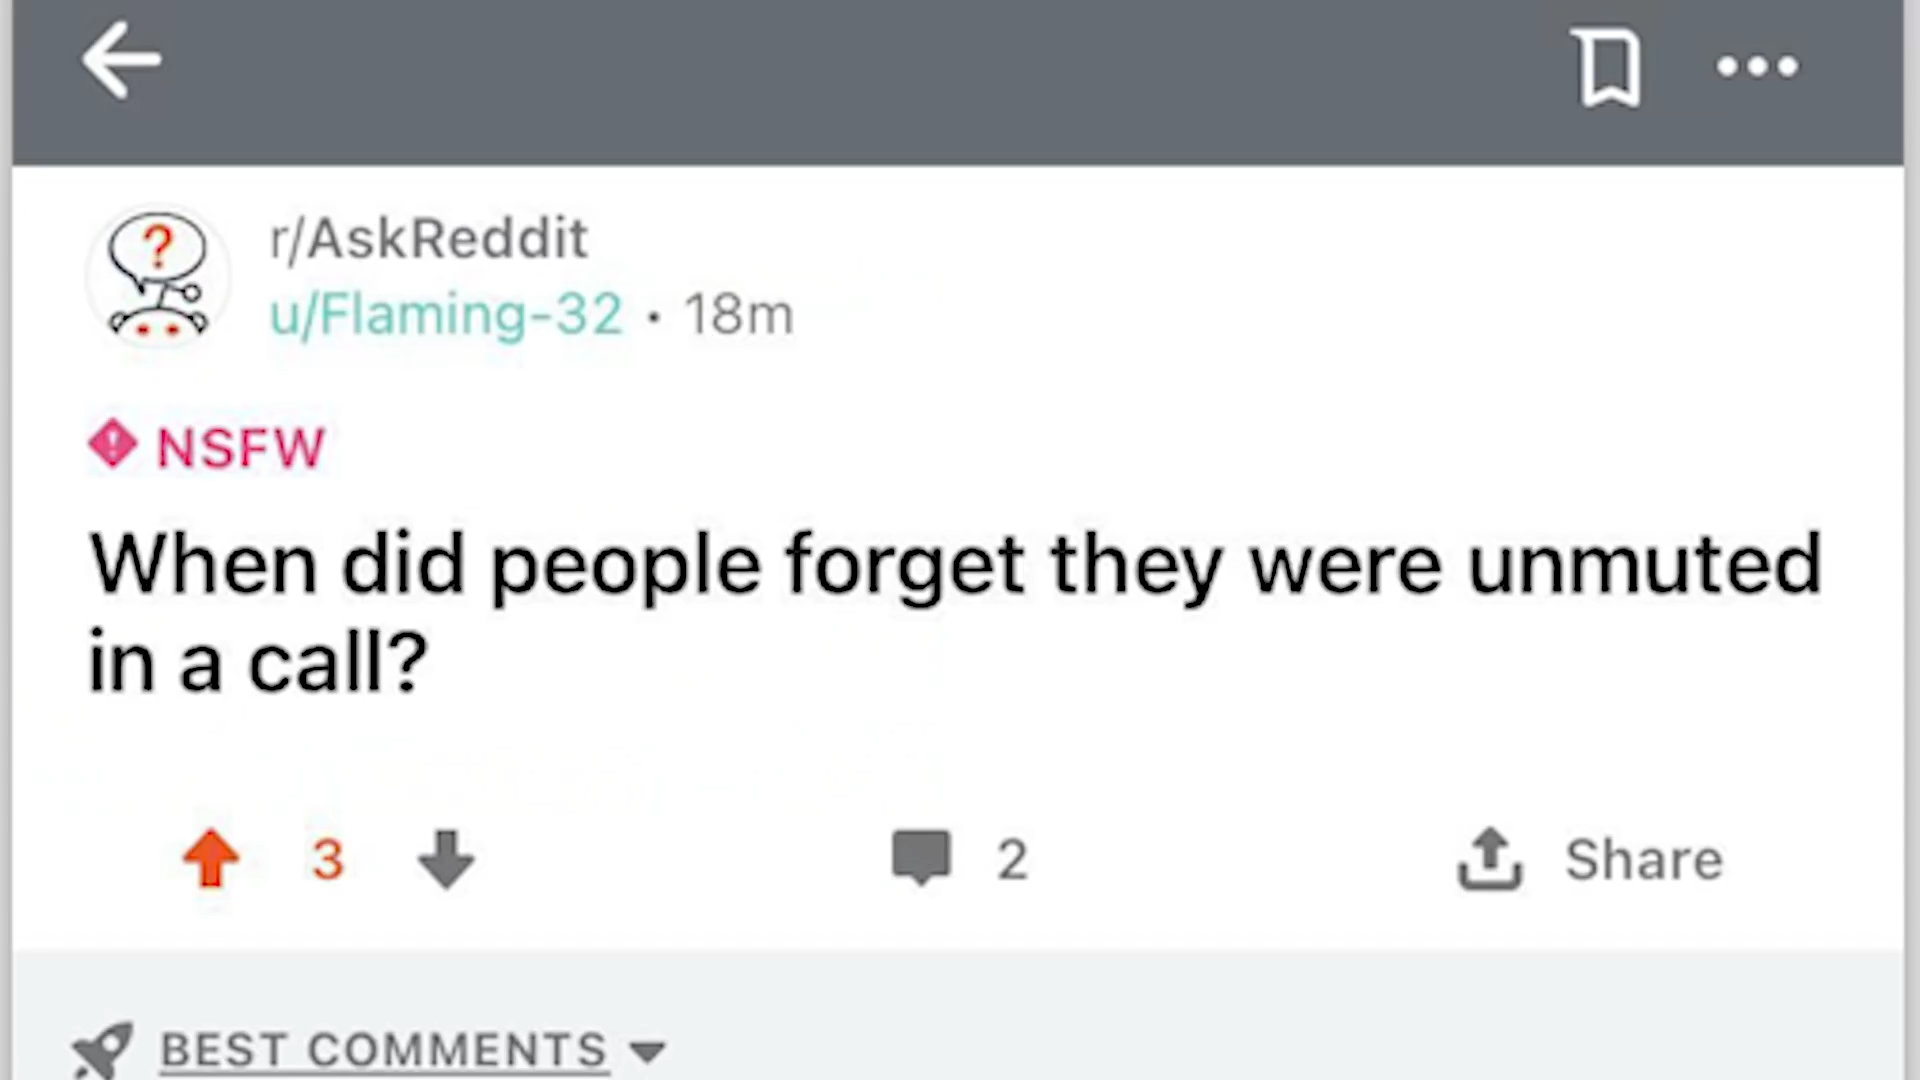 r/AskReddit
u/Flaming-32 • 18m
NSFW
When did people forget they were unmuted
in a call?
3 2 Share
BEST COMMENTS